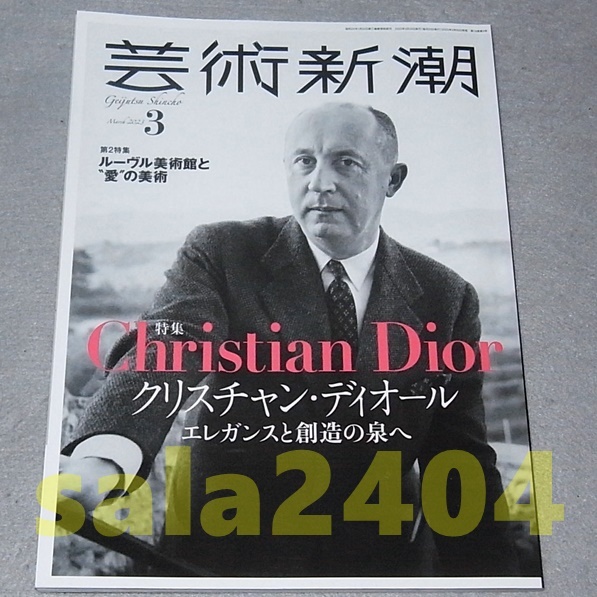 芸術新潮
Geijutsu Shincho
March 2023
3
第2特集
ルーヴル美術館と
"愛"の美術
特集
Christian Dior
クリスチャン・ディオール
エレガンスと創造の泉へ
sala2404